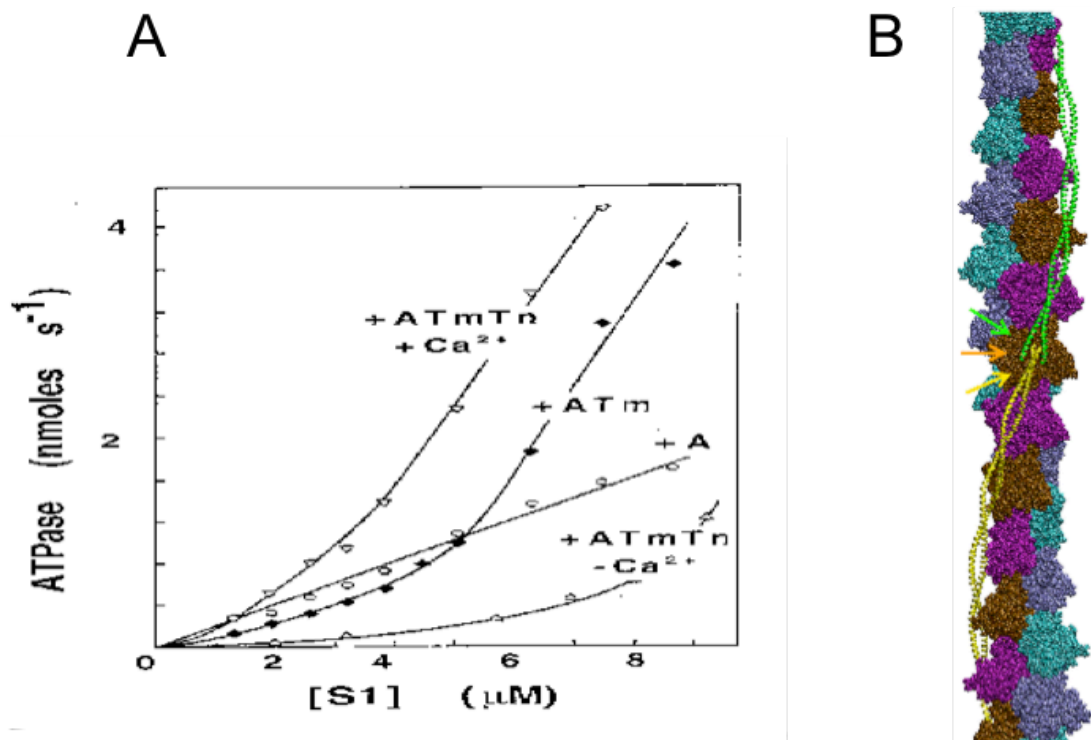 A
B
4
2
ATPase (nmoles s⁻¹)
+ ATmTn
+ Ca²⁺
+ ATm
+ A
+ ATmTn
- Ca²⁺
0 2 4 6 8
[S1] (μM)